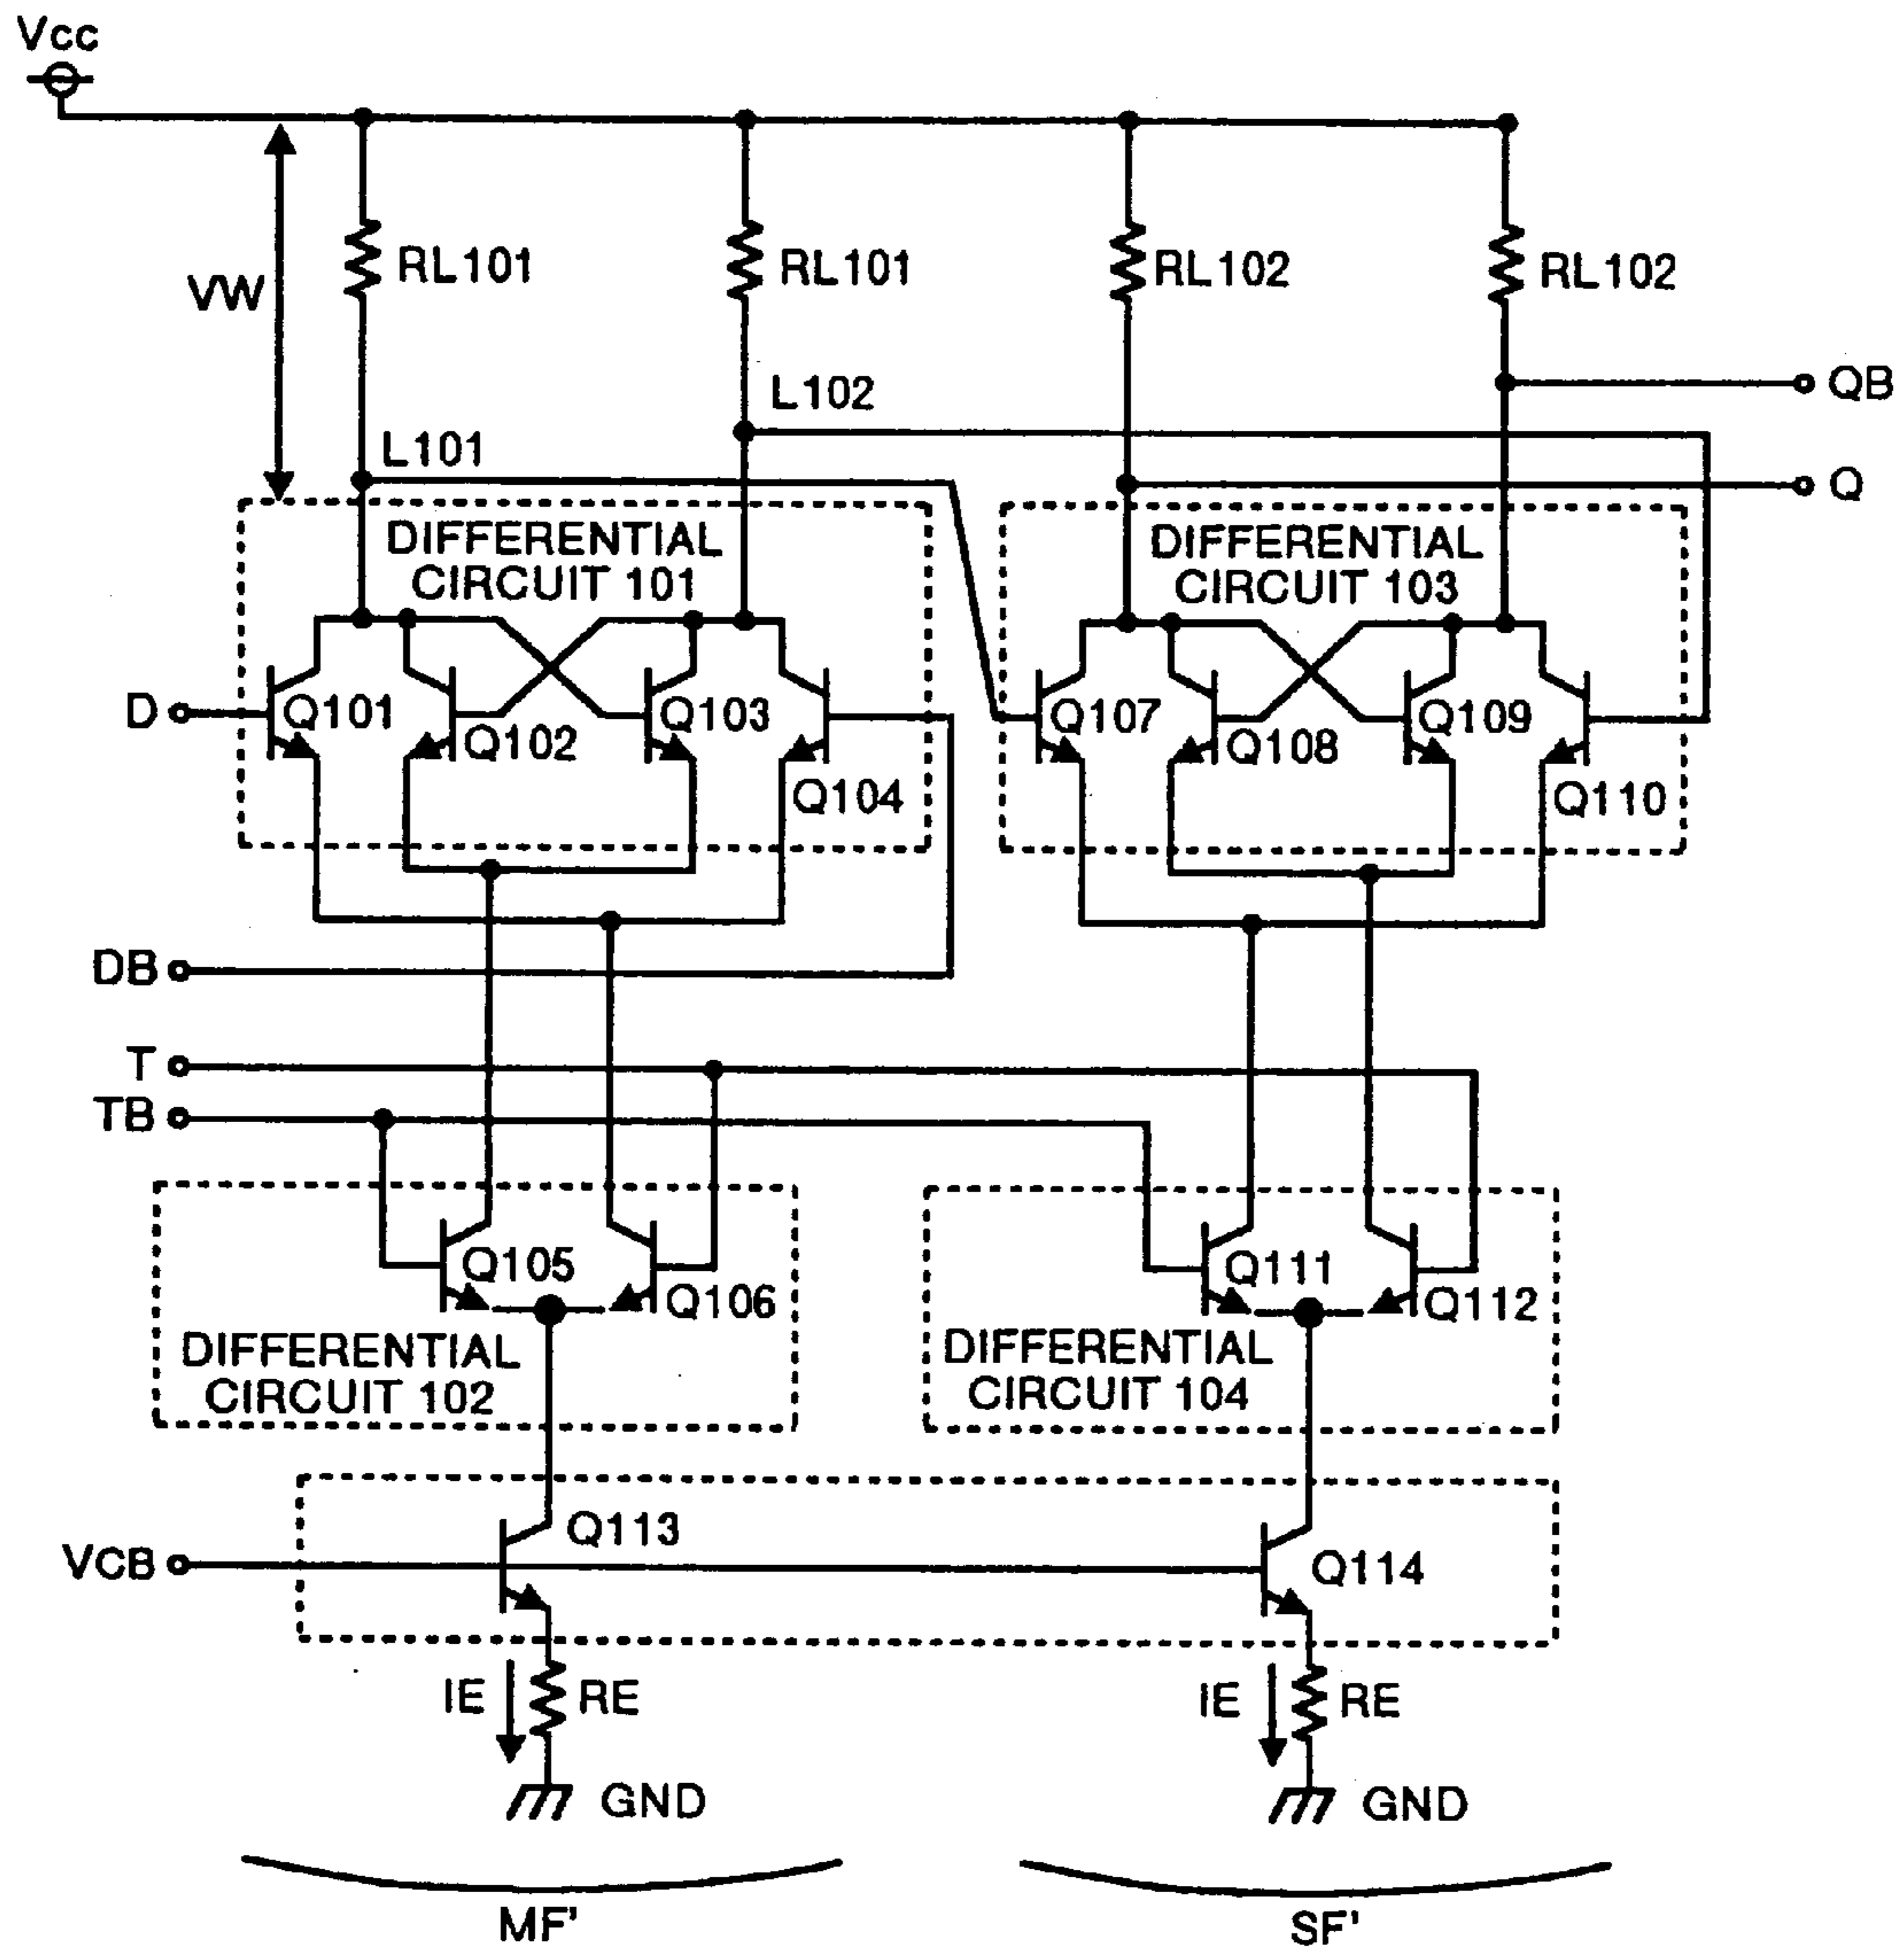 Vcc
VW
RL101
RL101
RL102
RL102
QB
L102
L101
Q
DIFFERENTIAL
CIRCUIT 101
DIFFERENTIAL
CIRCUIT 103
D
Q101
Q102
Q103
Q104
Q107
Q108
Q109
Q110
DB
T
TB
Q105
Q106
Q111
Q112
DIFFERENTIAL
CIRCUIT 102
DIFFERENTIAL
CIRCUIT 104
VCB
Q113
Q114
IE
RE
IE
RE
GND
GND
MF'
SF'